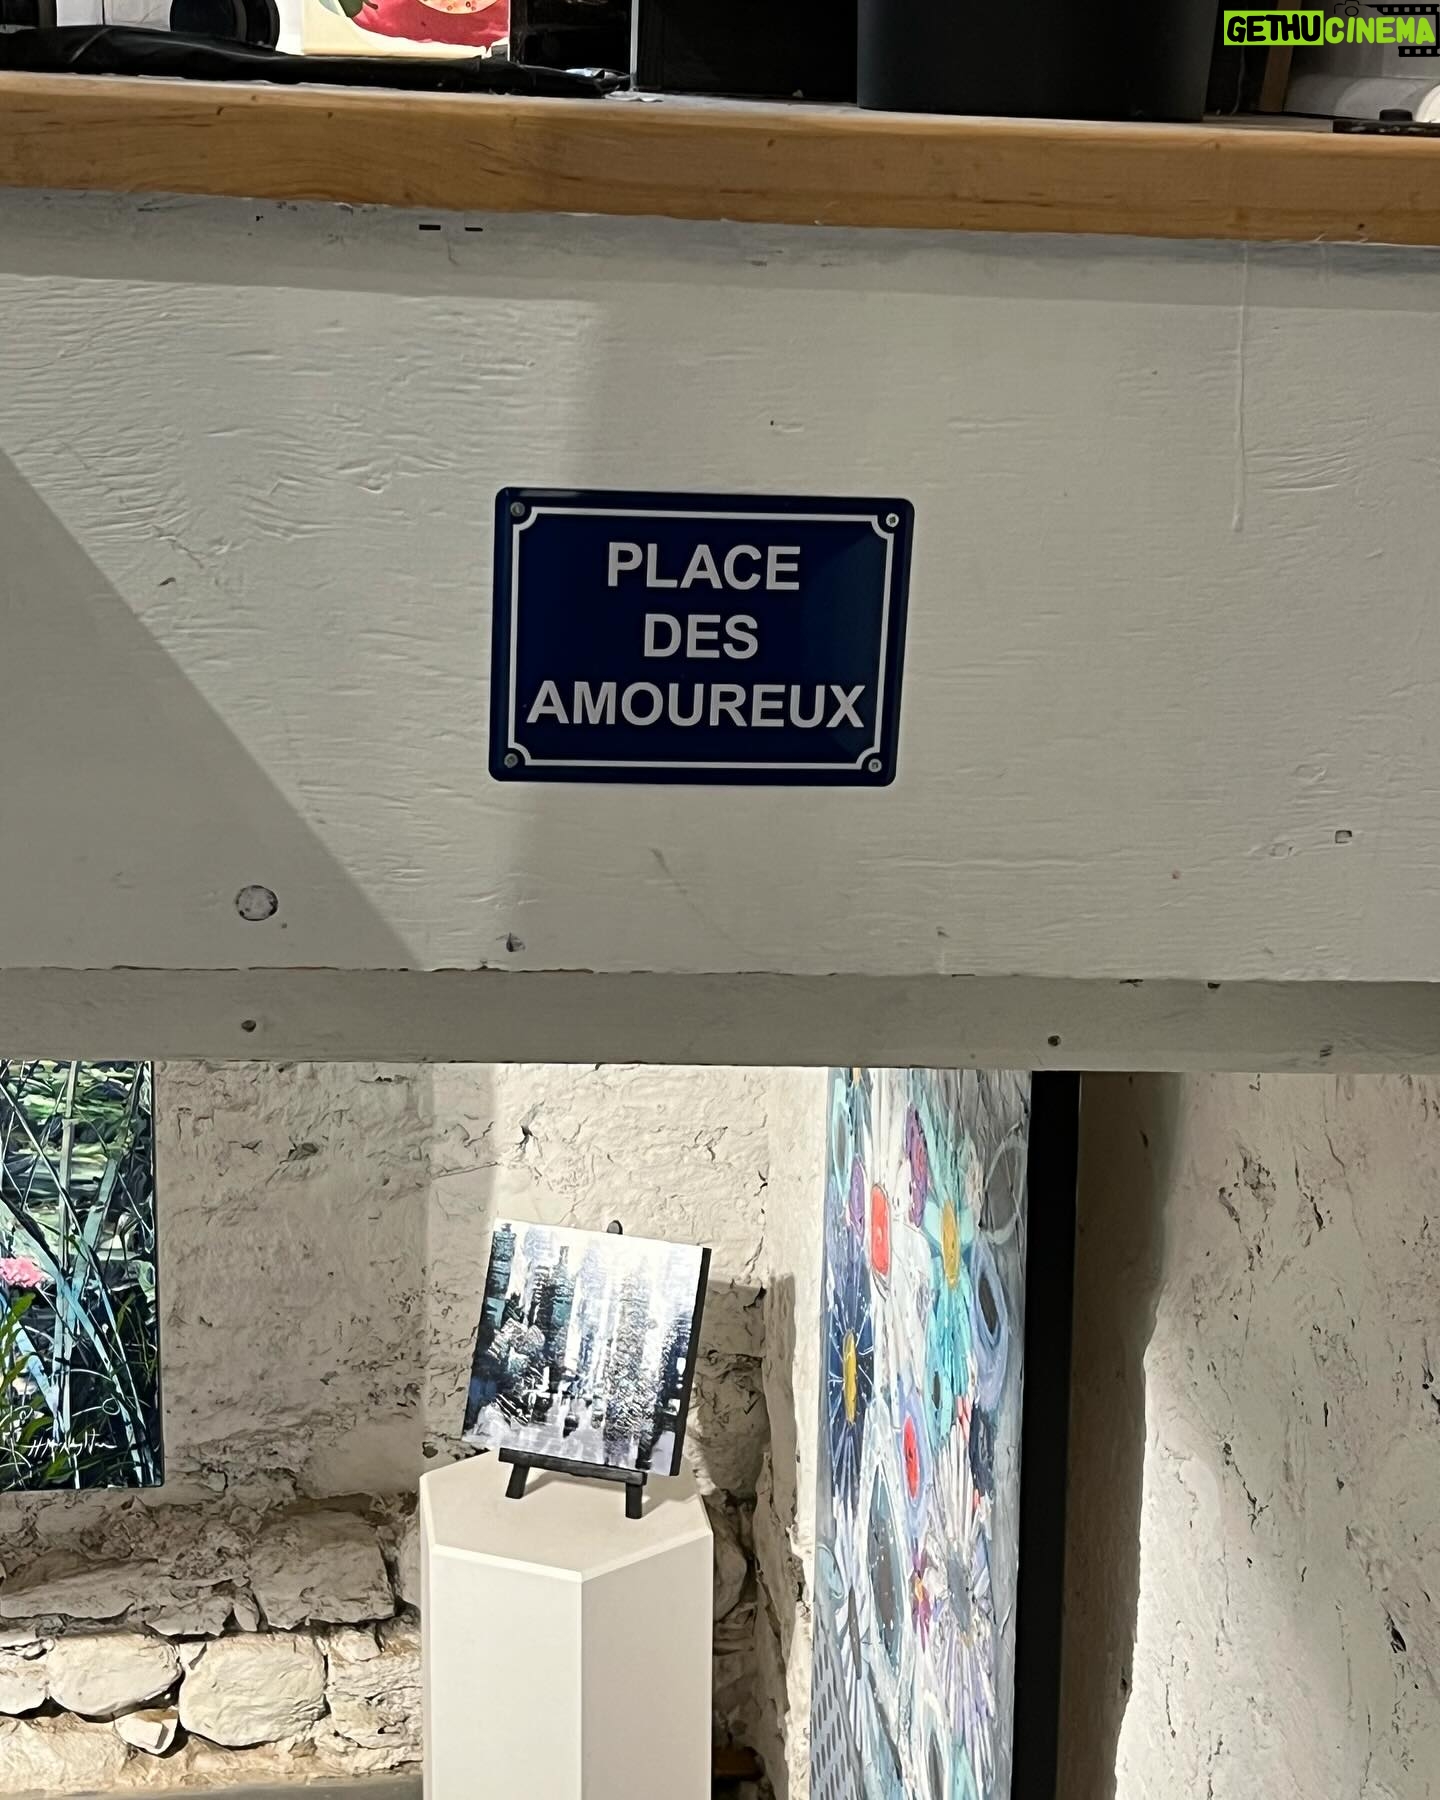 GETHUCINEMA
PLACE
DES
AMOUREUX